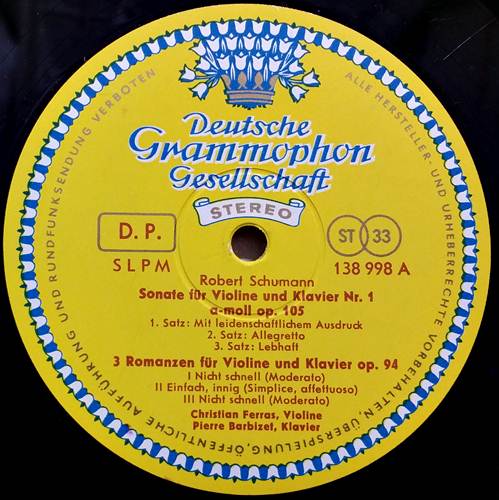 Deutsche
Grammophon
Gesellschaft
STEREO
D. P.
ST 33
SLPM
138 998 A
Robert Schumann
Sonate für Violine und Klavier Nr. 1
a-moll op. 105
1. Satz: Mit leidenschaftlichem Ausdruck
2. Satz: Allegretto
3. Satz: Lebhaft
3 Romanzen für Violine und Klavier op. 94
I Nicht schnell (Moderato)
II Einfach, innig (Simplice, affettuoso)
III Nicht schnell (Moderato)
Christian Ferras, Violine
Pierre Barbizet, Klavier
ALLE HERSTELLER- UND URHEBERRECHTE VORBEHALTEN, ÜBERSPIELUNG, ÖFFENTLICHE AUFFÜHRUNG UND RUNDFUNKSENDUNG VERBOTEN